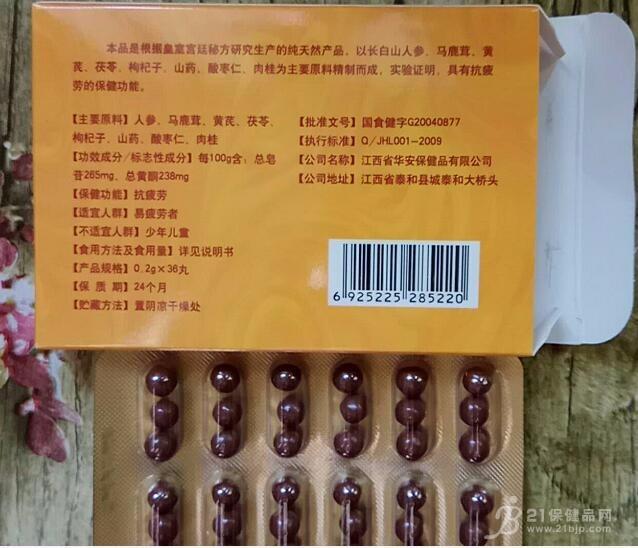 本品是根据皇室宫廷秘方研究生产的纯天然产品，以长白山人参、马鹿茸、黄
芪、茯苓、枸杞子、山药、酸枣仁、肉桂为主要原料精制而成，实验证明，具有抗疲
劳的保健功能。
【主要原料】人参、马鹿茸、黄芪、茯苓、
枸杞子、山药、酸枣仁、肉桂
【功效成分/标志性成分】每100g含：总皂
苷265mg、总黄酮238mg
【保健功能】抗疲劳
【适宜人群】易疲劳者
【不适宜人群】少年儿童
【食用方法及食用量】详见说明书
【产品规格】0.2g×36丸
【保 质 期】24个月
【贮藏方法】置阴凉干燥处
【批准文号】国食健字G20040877
【执行标准】Q/JHL001-2009
【公司名称】江西省华安保健品有限公司
【公司地址】江西省泰和县城泰和大桥头
6 925225 285220
21保健品网
www.21bjp.com